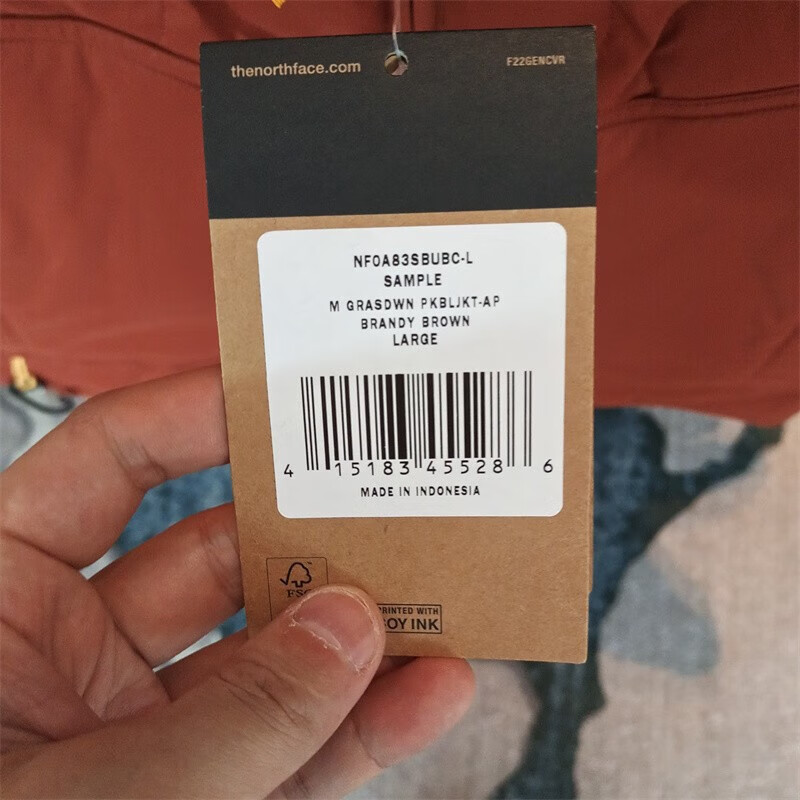 thenorthface.com
F22GENCVR
NF0A83SBUBC-L
SAMPLE
M GRASDWN PKBLJKT-AP
BRANDY BROWN
LARGE
4 15183 45528 6
MADE IN INDONESIA
FSC
PRINTED WITH
SOY INK